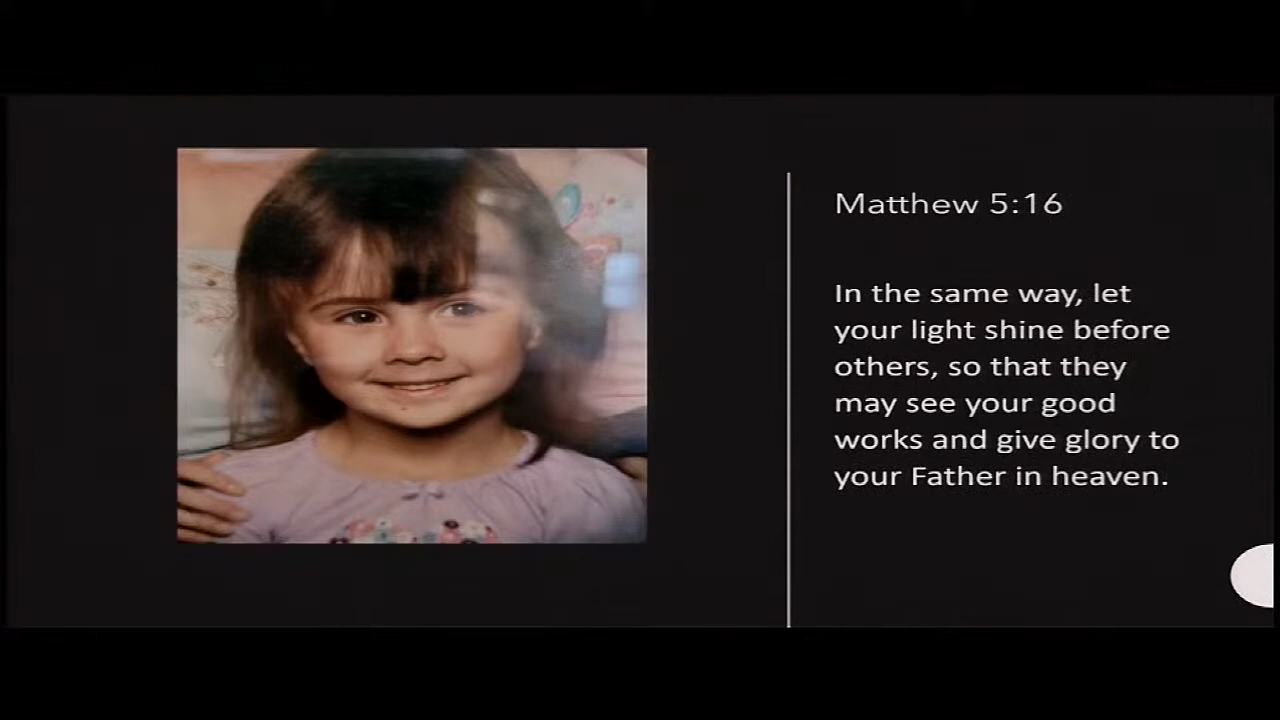 Matthew 5:16
In the same way, let
your light shine before
others, so that they
may see your good
works and give glory to
your Father in heaven.